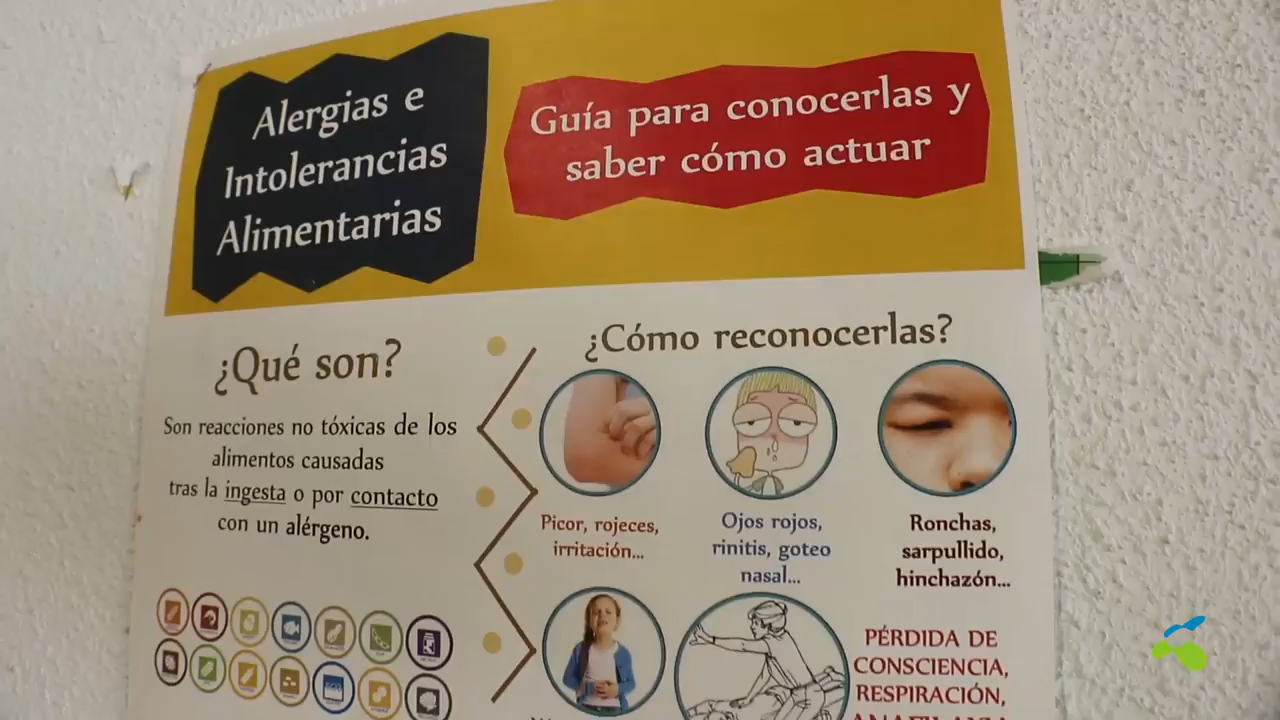 Alergias e
Intolerancias
Alimentarias
Guía para conocerlas y
saber cómo actuar
¿Qué son?
Son reacciones no tóxicas de los
alimentos causadas
tras la ingesta o por contacto
con un alérgeno.
¿Cómo reconocerlas?
Picor, rojeces,
irritación...
Ojos rojos,
rinitis, goteo
nasal...
Ronchas,
sarpullido,
hinchazón...
PÉRDIDA DE
CONSCIENCIA,
RESPIRACIÓN,